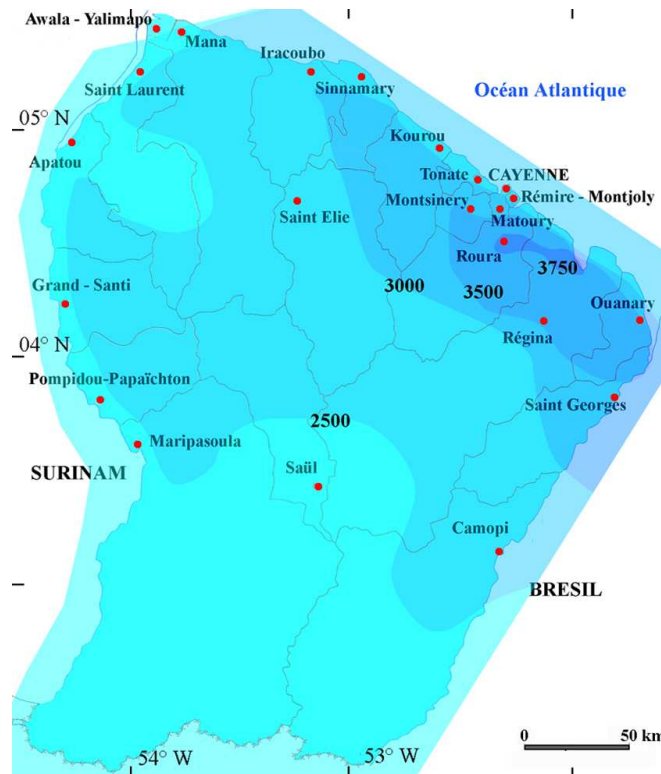 Awala - Yalimapo
Mana
Iracoubo
Saint Laurent
Sinnamary
Océan Atlantique
05° N
Kourou
Apatou
Tonate
CAYENNE
Montsinery
Rémire - Montjoly
Saint Elie
Matoury
Roura
3750
Grand - Santi
3000
3500
Ouanary
Régina
04° N
Pompidou-Papaïchton
Saint Georges
2500
Maripasoula
SURINAM
Saül
Camopi
BRESIL
0
50 km
54° W
53° W